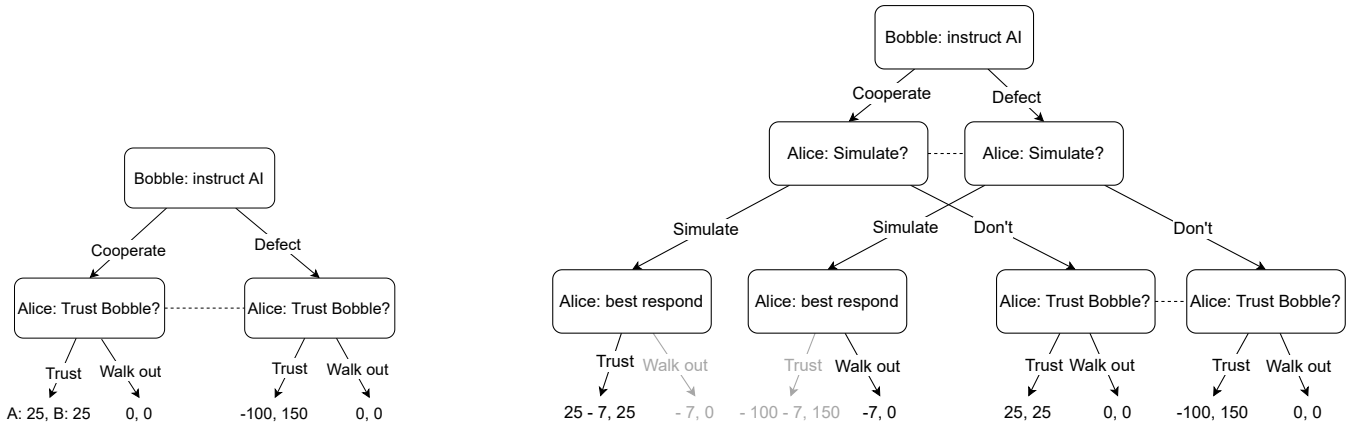 Bobble: instruct AI
Cooperate
Defect
Alice: Trust Bobble?
Alice: Trust Bobble?
Trust
Walk out
Trust
Walk out
A: 25, B: 25
0, 0
-100, 150
0, 0
Bobble: instruct AI
Cooperate
Defect
Alice: Simulate?
Alice: Simulate?
Simulate
Simulate
Don't
Don't
Alice: best respond
Alice: best respond
Alice: Trust Bobble?
Alice: Trust Bobble?
Trust
Walk out
Trust
Walk out
Trust
Walk out
Trust
Walk out
25 - 7, 25
- 7, 0
- 100 - 7, 150
-7, 0
25, 25
0, 0
-100, 150
0, 0